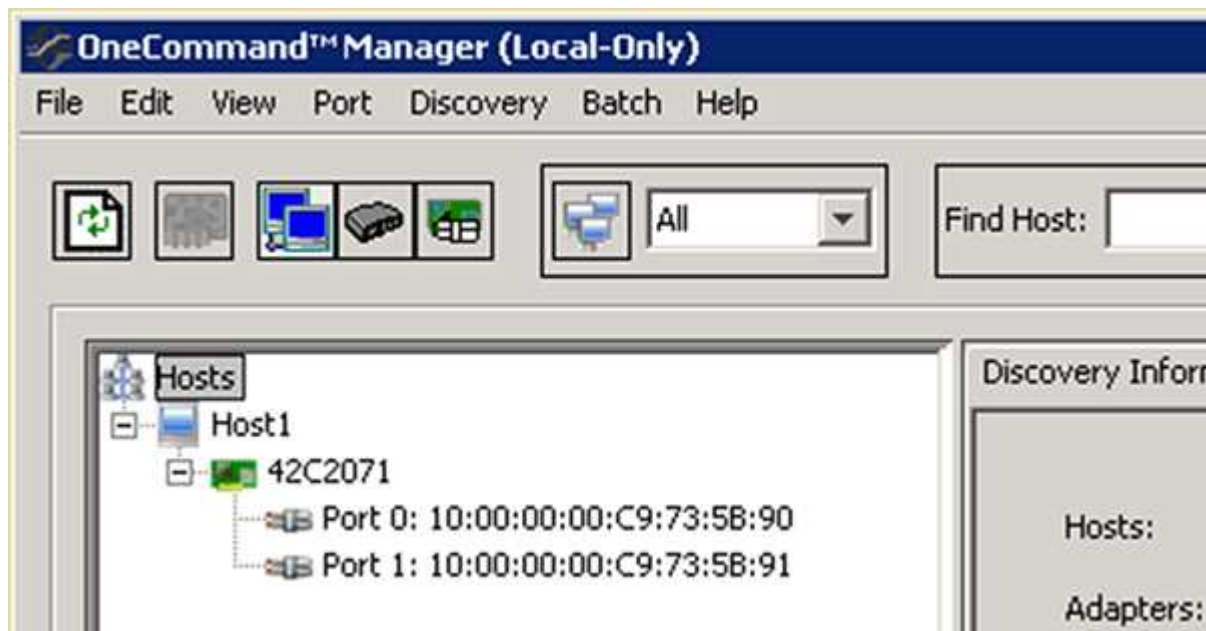 OneCommand™ Manager (Local-Only)
File Edit View Port Discovery Batch Help
All Find Host:
Hosts
Discovery
Host1
42C2071
Port 0: 10:00:00:00:C9:73:5B:90
Hosts:
Port 1: 10:00:00:00:C9:73:5B:91
Adapters: